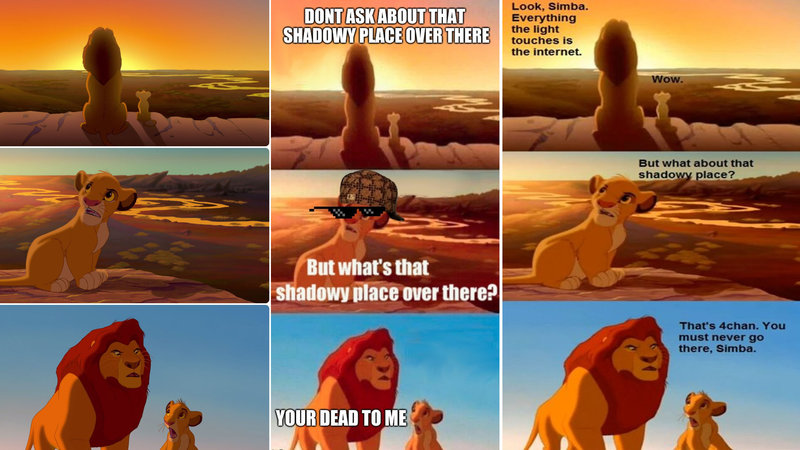 DONT ASK ABOUT THAT
SHADOWY PLACE OVER THERE
But what's that
shadowy place over there?
YOUR DEAD TO ME
Look, Simba.
Everything
the light
touches is
the internet.
Wow.
But what about that
shadowy place?
That's 4chan. You
must never go
there, Simba.